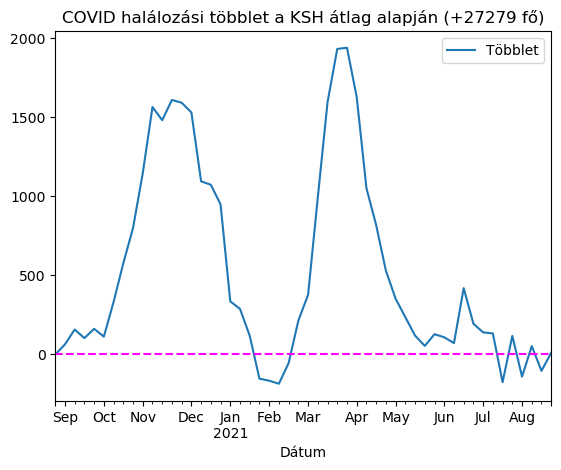 COVID halálozási többlet a KSH átlag alapján (+27279 fő)
Többlet
2000
1500
1000
500
0
Sep Oct Nov Dec Jan Feb Mar Apr May Jun Jul Aug
2021
Dátum